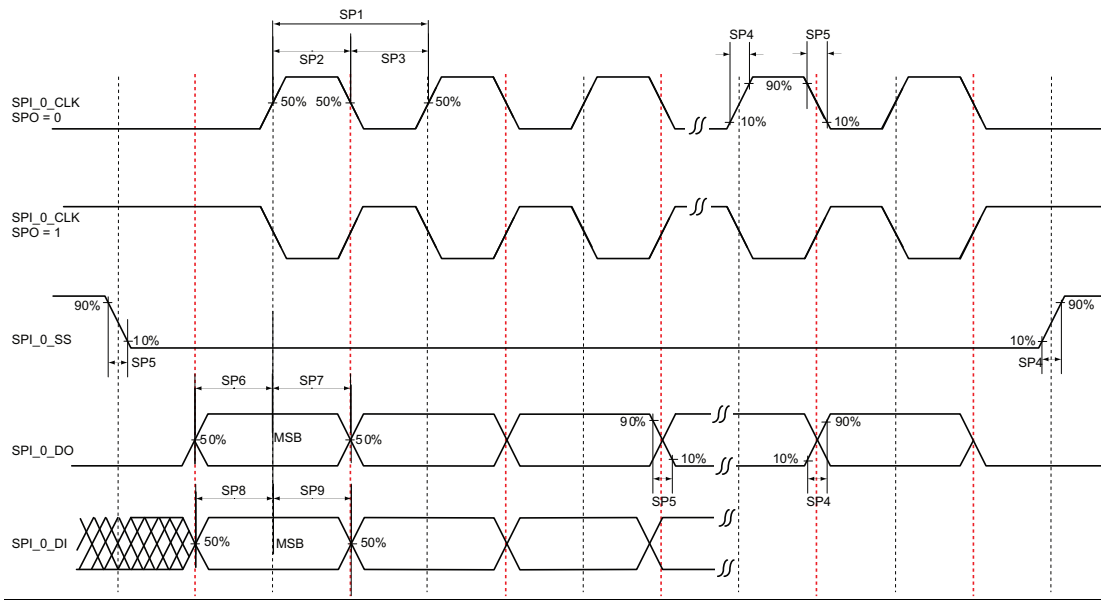 SP1
SP2 SP3 SP4 SP5
SPI_0_CLK
SPO = 0
50% 50% 50% 90%
10% 10%
SPI_0_CLK
SPO = 1
90% 90%
SPI_0_SS 10% 10%
SP5 SP4
SP6 SP7
90% 90%
SPI_0_DO 50% MSB 50%
10% 10%
SP5 SP4
SP8 SP9
SPI_0_DI 50% MSB 50%